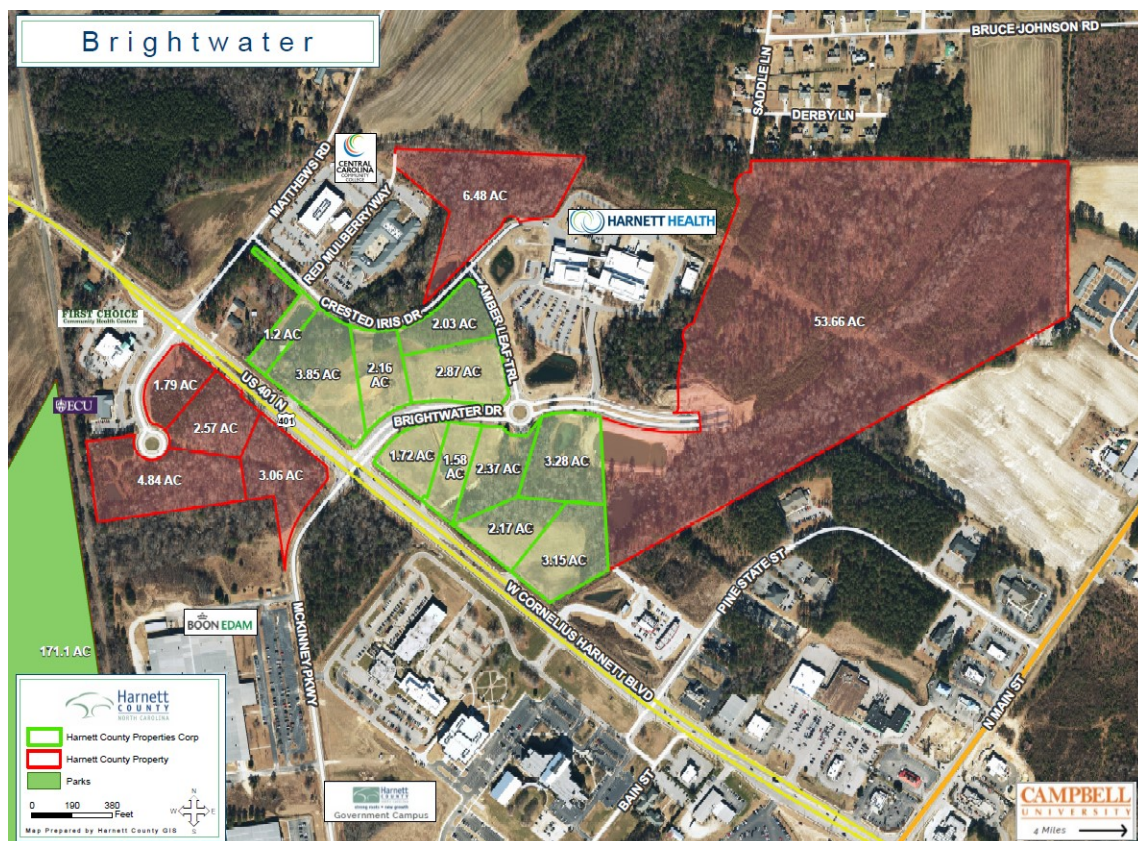 Brightwater
BRUCE JOHNSON RD
SADDLE LN
DERBY LN
MATTHEWS RD
CENTRAL
CAROLINA
COMMUNITY
COLLEGE
RED MULBERRY WAY
6.48 AC
HARNETT HEALTH
CRESTED IRIS DR
AMBER LEAF TRL
FIRST CHOICE
Community Health Centers
1.2 AC
2.03 AC
53.66 AC
3.85 AC
2.16
AC
2.87 AC
1.79 AC
US 401 N
401
ECU
BRIGHTWATER DR
2.57 AC
1.72 AC
1.58
AC
2.37 AC
3.28 AC
4.84 AC
3.06 AC
2.17 AC
3.15 AC
PINE STATE ST
W CORNELIUS HARNETT BLVD
BOON EDAM
MCKINNEY PKWY
171.1 AC
N MAIN ST
BAIN ST
Harnett
COUNTY
NORTH CAROLINA
Harnett County Properties Corp
Harnett County Property
Parks
0 190 380
Feet
N
W E
S
Map Prepared by Harnett County GIS
Harnett
COUNTY
strong roots • new growth
Government Campus
CAMPBELL
UNIVERSITY
4 Miles